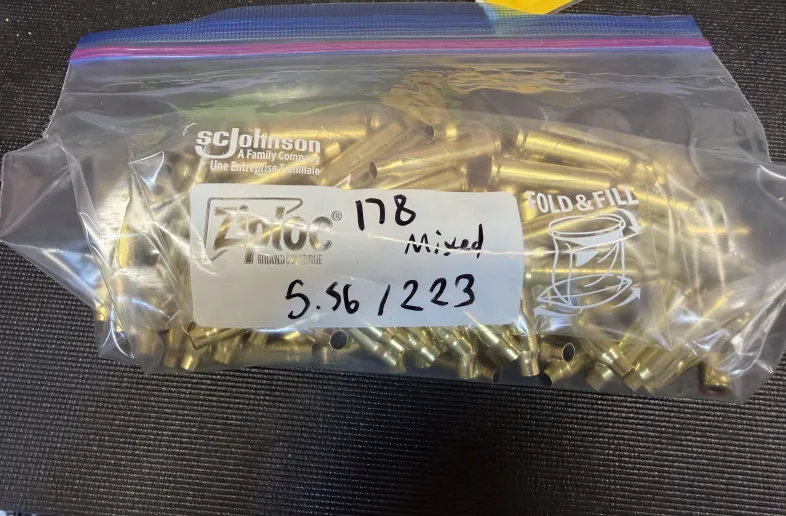 scJohnson
A Family Company
Une Entreprise Familiale
Ziploc®
178
Mixed
5.56 / 223
FOLD & FILL